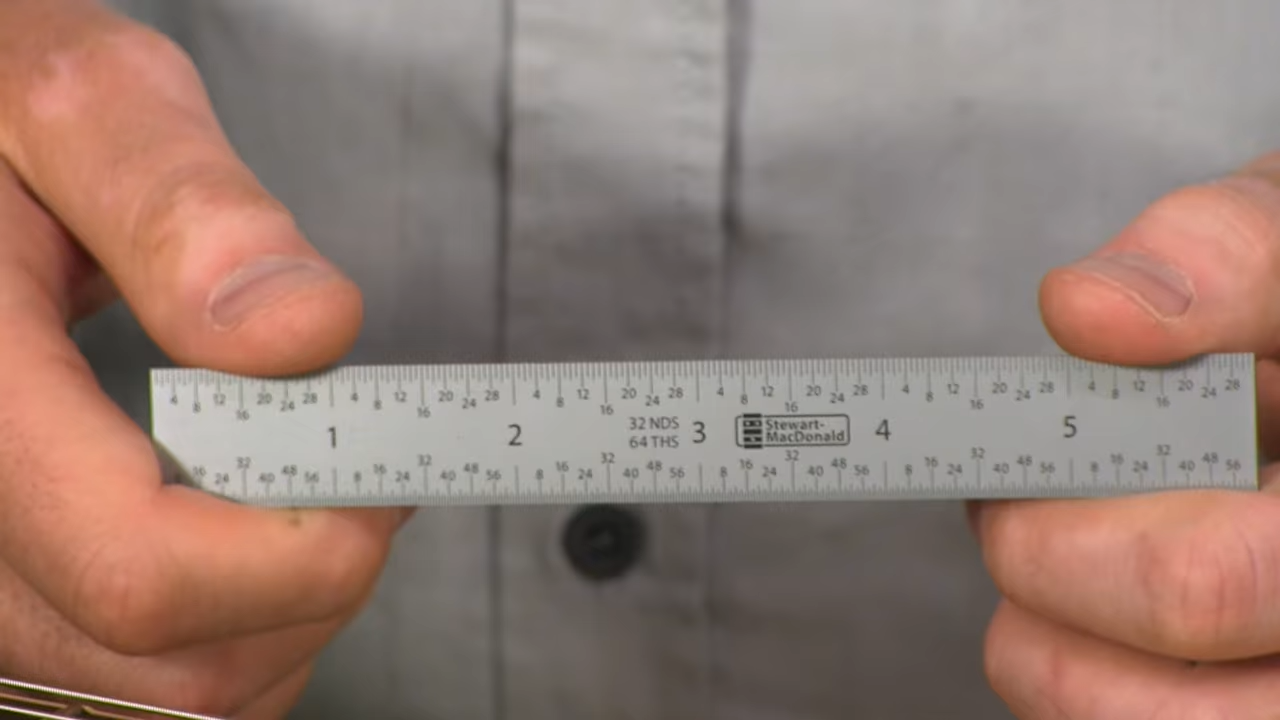 4 8 12 16 20 24 28 4 8 12 16 20 24 28 4 8 12 16 20 24 28 4 8 12 16 20 24 28 4 8 12 16 20 24 28 4 8 12 16 20 24 28
1 2 32 NDS 3 Stewart- 4 5
64 THS MacDonald
16 24 32 40 48 56 8 16 24 32 40 48 56 8 16 24 32 40 48 56 8 16 24 32 40 48 56 8 16 24 32 40 48 56 8 16 24 32 40 48 56